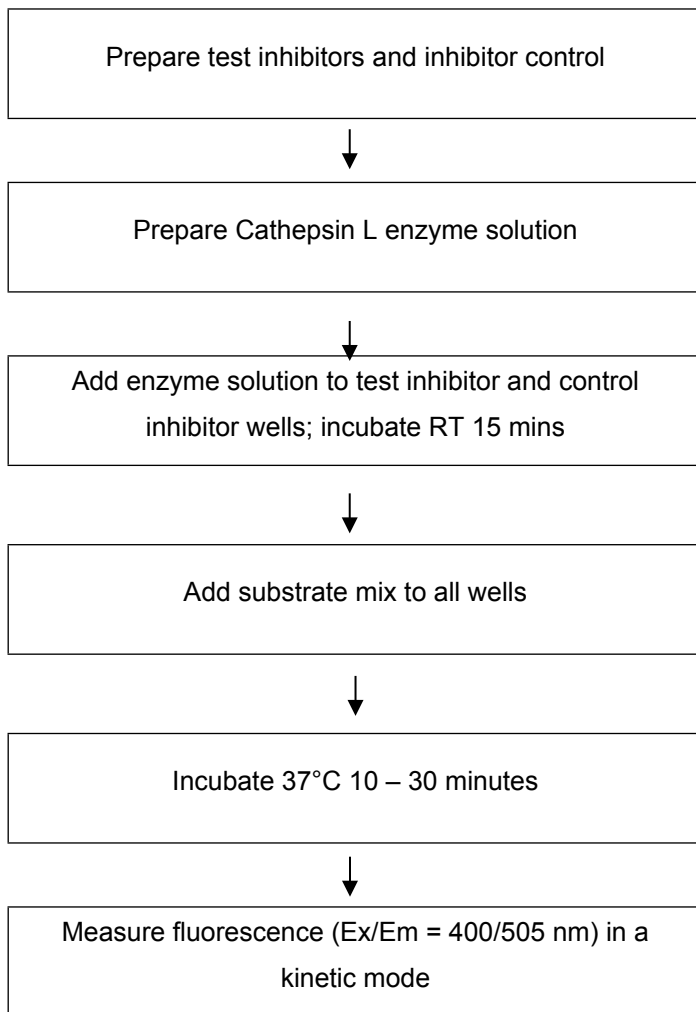 Prepare test inhibitors and inhibitor control
Prepare Cathepsin L enzyme solution
Add enzyme solution to test inhibitor and control
inhibitor wells; incubate RT 15 mins
Add substrate mix to all wells
Incubate 37°C 10 – 30 minutes
Measure fluorescence (Ex/Em = 400/505 nm) in a
kinetic mode